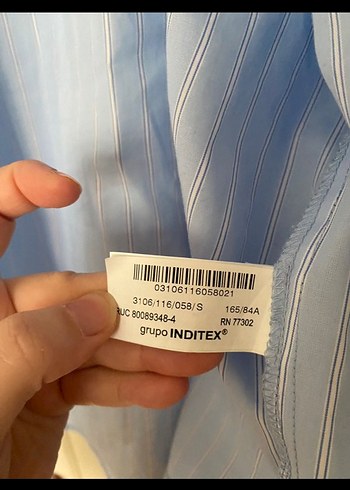 03106116058021
3106/116/058/S 165/84A
RUC 80089348-4 RN 77302
grupo INDITEX®